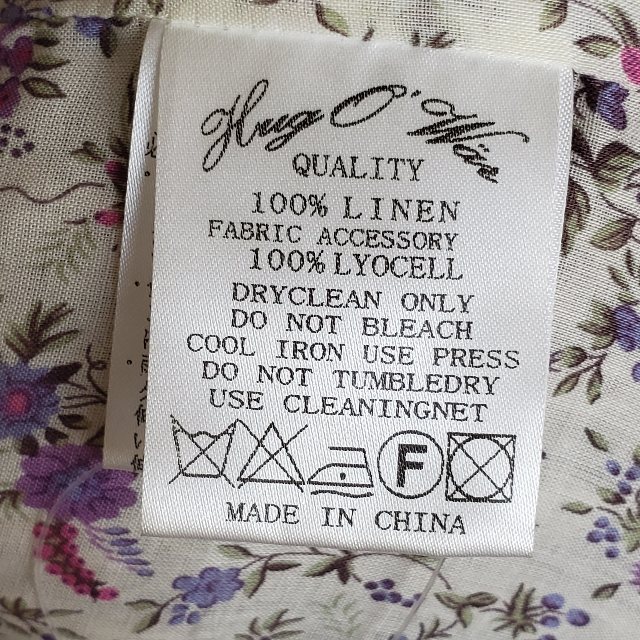 Hug O' War
QUALITY
100% LINEN
FABRIC ACCESSORY
100% LYOCELL
DRYCLEAN ONLY
DO NOT BLEACH
COOL IRON USE PRESS
DO NOT TUMBLEDRY
USE CLEANINGNET
F
MADE IN CHINA